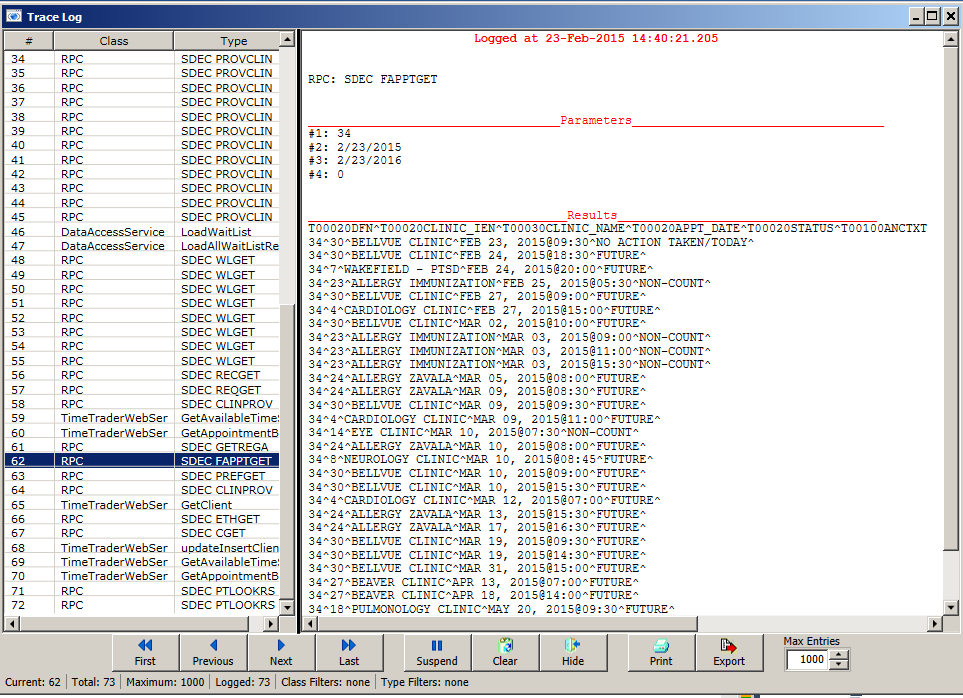 Trace Log
# Class Type
34 RPC SDEC PROVCLIN
35 RPC SDEC PROVCLIN
36 RPC SDEC PROVCLIN
37 RPC SDEC PROVCLIN
38 RPC SDEC PROVCLIN
39 RPC SDEC PROVCLIN
40 RPC SDEC PROVCLIN
41 RPC SDEC PROVCLIN
42 RPC SDEC PROVCLIN
43 RPC SDEC PROVCLIN
44 RPC SDEC PROVCLIN
45 RPC SDEC PROVCLIN
46 DataAccessService LoadWaitList
47 DataAccessService LoadAllWaitListRe
48 RPC SDEC WLGET
49 RPC SDEC WLGET
50 RPC SDEC WLGET
51 RPC SDEC WLGET
52 RPC SDEC WLGET
53 RPC SDEC WLGET
54 RPC SDEC WLGET
55 RPC SDEC WLGET
56 RPC SDEC RECGET
57 RPC SDEC REQGET
58 RPC SDEC CLINPROV
59 TimeTraderWebSer GetAvailableTime
60 TimeTraderWebSer GetAppointmentB
61 RPC SDEC GETREGA
62 RPC SDEC FAPPTGET
63 RPC SDEC PREFGET
64 RPC SDEC CLINPROV
65 TimeTraderWebSer GetClient
66 RPC SDEC ETHGET
67 RPC SDEC CGET
68 TimeTraderWebSer updateInsertClien
69 TimeTraderWebSer GetAvailableTime
70 TimeTraderWebSer GetAppointmentB
71 RPC SDEC PTLOOKRS
72 RPC SDEC PTLOOKRS
Logged at 23-Feb-2015 14:40:21.205
RPC: SDEC FAPPTGET
Parameters
#1: 34
#2: 2/23/2015
#3: 2/23/2016
#4: 0
Results
T00020DFN^T00020CLINIC_IEN^T00030CLINIC_NAME^T00020APPT_DATE^T00020STATUS^T00100ANCTXT
34^30^BELLVUE CLINIC^FEB 23, 2015@09:30^NO ACTION TAKEN/TODAY^
34^30^BELLVUE CLINIC^FEB 24, 2015@18:30^FUTURE^
34^7^WAKEFIELD - PTSD^FEB 24, 2015@20:00^FUTURE^
34^23^ALLERGY IMMUNIZATION^FEB 25, 2015@05:30^NON-COUNT^
34^30^BELLVUE CLINIC^FEB 27, 2015@09:00^FUTURE^
34^4^CARDIOLOGY CLINIC^FEB 27, 2015@15:00^FUTURE^
34^30^BELLVUE CLINIC^MAR 02, 2015@10:00^FUTURE^
34^23^ALLERGY IMMUNIZATION^MAR 03, 2015@09:00^NON-COUNT^
34^23^ALLERGY IMMUNIZATION^MAR 03, 2015@11:00^NON-COUNT^
34^23^ALLERGY IMMUNIZATION^MAR 03, 2015@15:30^NON-COUNT^
34^24^ALLERGY ZAVALA^MAR 05, 2015@08:00^FUTURE^
34^24^ALLERGY ZAVALA^MAR 09, 2015@08:30^FUTURE^
34^30^BELLVUE CLINIC^MAR 09, 2015@09:30^FUTURE^
34^4^CARDIOLOGY CLINIC^MAR 09, 2015@11:00^FUTURE^
34^14^EYE CLINIC^MAR 10, 2015@07:30^NON-COUNT^
34^24^ALLERGY ZAVALA^MAR 10, 2015@08:00^FUTURE^
34^8^NEUROLOGY CLINIC^MAR 10, 2015@08:45^FUTURE^
34^30^BELLVUE CLINIC^MAR 10, 2015@09:00^FUTURE^
34^30^BELLVUE CLINIC^MAR 10, 2015@15:30^FUTURE^
34^4^CARDIOLOGY CLINIC^MAR 12, 2015@07:00^FUTURE^
34^24^ALLERGY ZAVALA^MAR 13, 2015@15:30^FUTURE^
34^24^ALLERGY ZAVALA^MAR 17, 2015@16:30^FUTURE^
34^30^BELLVUE CLINIC^MAR 19, 2015@09:30^FUTURE^
34^30^BELLVUE CLINIC^MAR 19, 2015@14:30^FUTURE^
34^30^BELLVUE CLINIC^MAR 31, 2015@15:00^FUTURE^
34^27^BEAVER CLINIC^APR 13, 2015@07:00^FUTURE^
34^27^BEAVER CLINIC^APR 18, 2015@14:00^FUTURE^
34^18^PULMONOLOGY CLINIC^MAY 20, 2015@09:30^FUTURE^
First Previous Next Last Suspend Clear Hide Print Export
Max Entries
1000
Current: 62 Total: 73 Maximum: 1000 Logged: 73 Class Filters: none Type Filters: none